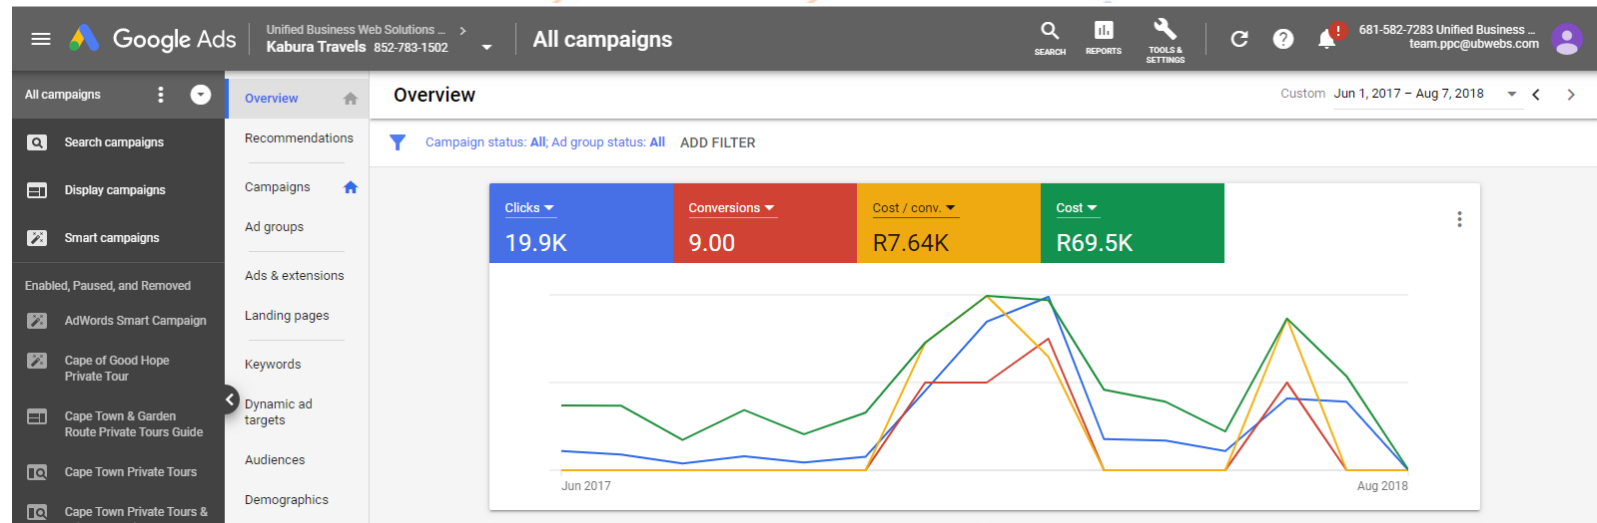 Google Ads
Unified Business Web Solutions ... >
Kabura Travels 852-783-1502
All campaigns
SEARCH
REPORTS
TOOLS &
SETTINGS
!
681-582-7283 Unified Business ...
team.ppc@ubwebs.com
All campaigns
Search campaigns
Display campaigns
Smart campaigns
Enabled, Paused, and Removed
AdWords Smart Campaign
Cape of Good Hope
Private Tour
Cape Town & Garden
Route Private Tours Guide
Cape Town Private Tours
Cape Town Private Tours &
Overview
Recommendations
Campaigns
Ad groups
Ads & extensions
Landing pages
Keywords
Dynamic ad
targets
Audiences
Demographics
Overview
Custom Jun 1, 2017 – Aug 7, 2018
Campaign status: All; Ad group status: All ADD FILTER
Clicks
19.9K
Conversions
9.00
Cost / conv.
R7.64K
Cost
R69.5K
Jun 2017
Aug 2018